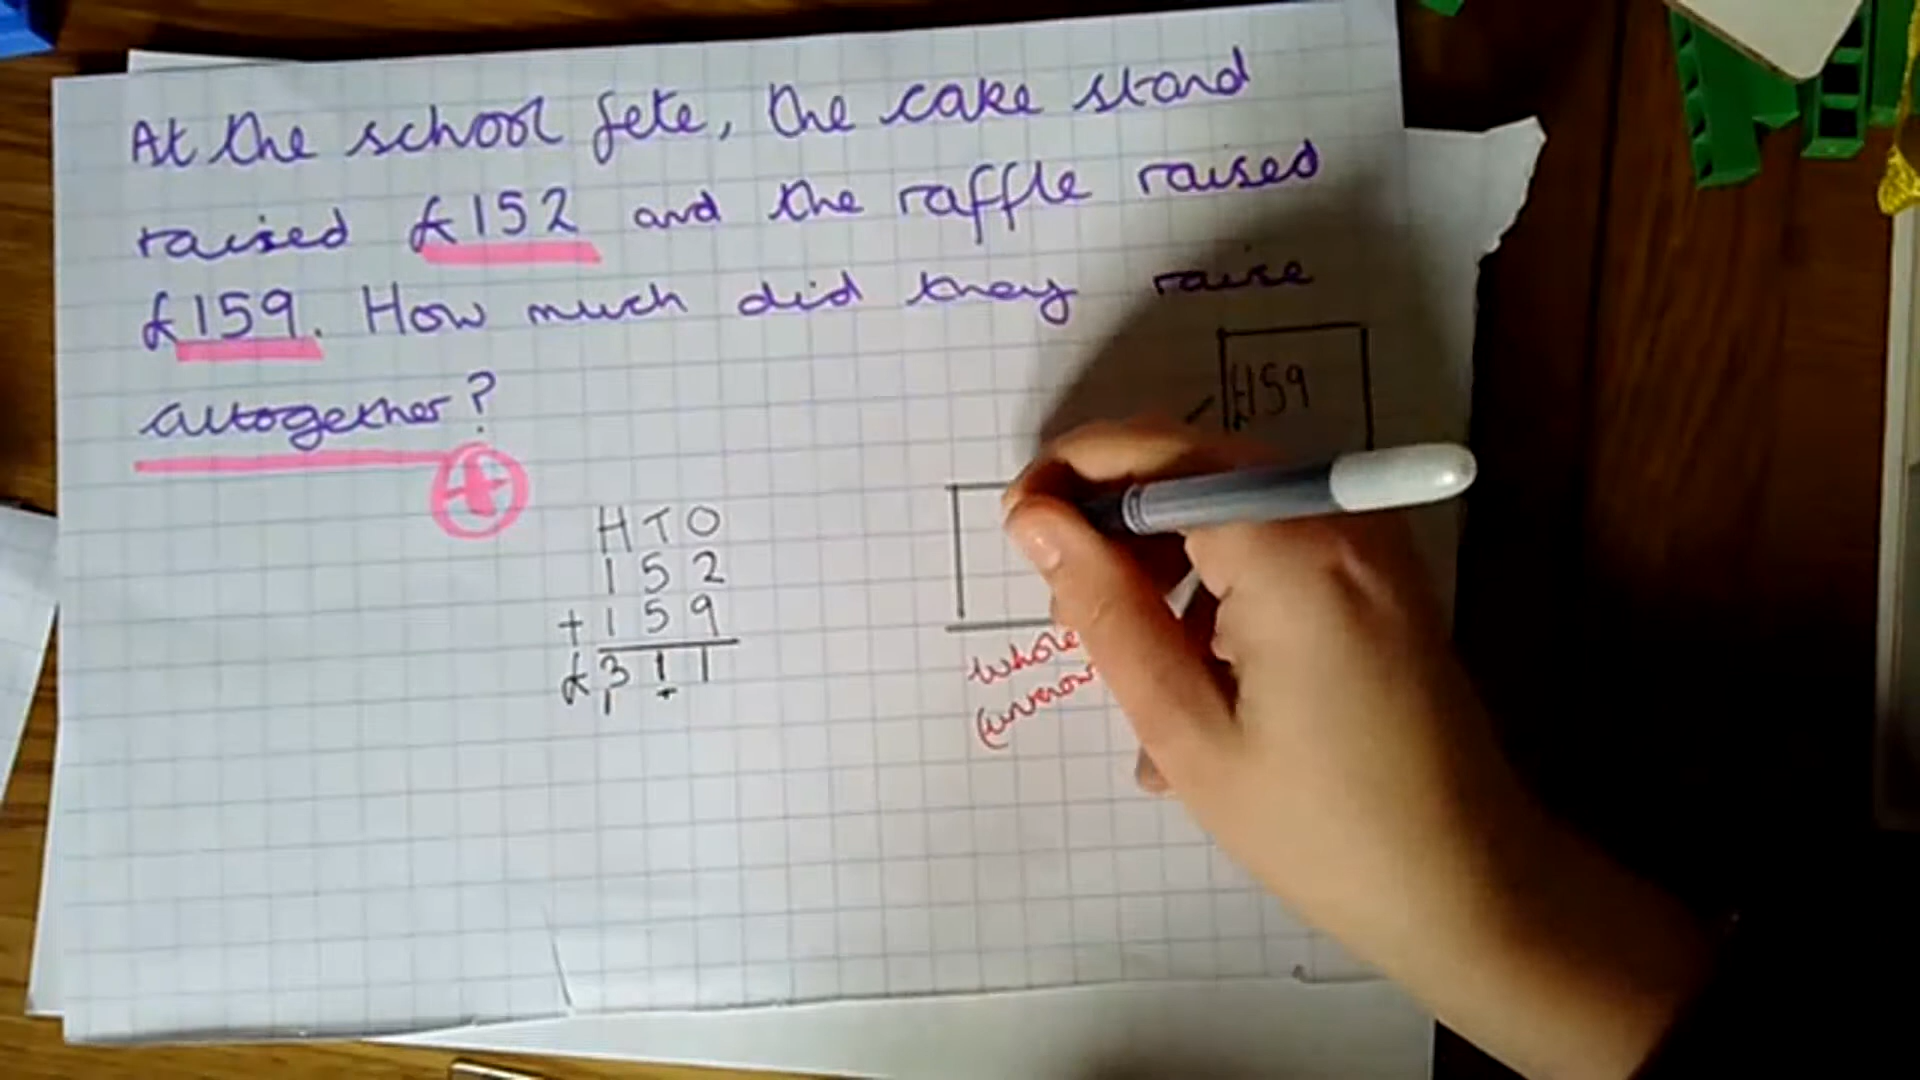 At the school fete, the cake stand
raised £152 and the raffle raised
£159. How much did they raise
altogether?
+
H T O
1 5 2
+ 1 5 9
£ 3 1 1
1 1
£159
whole